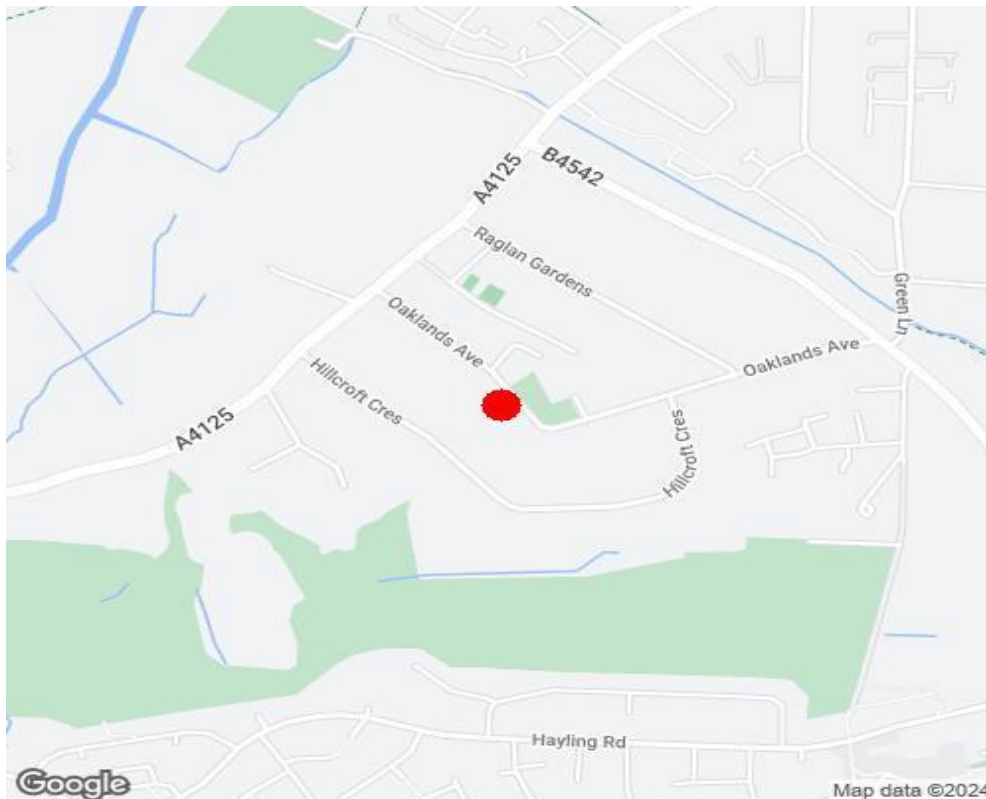 A4125
B4542
Raglan Gardens
Green Ln
Oaklands Ave
Oaklands Ave
Hillcroft Cres
A4125
Hillcroft Cres
Hayling Rd
Google
Map data ©2024